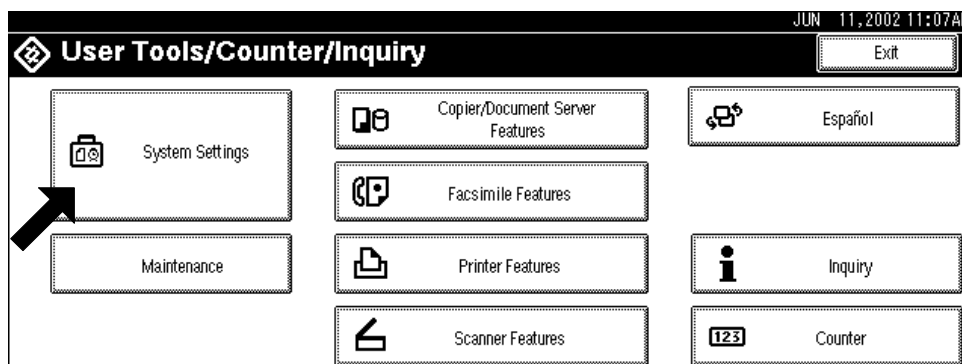 JUN 11,2002 11:07A
User Tools/Counter/Inquiry
Exit
System Settings
Copier/Document Server
Features
Español
Facsimile Features
Maintenance
Printer Features
Inquiry
Scanner Features
123
Counter